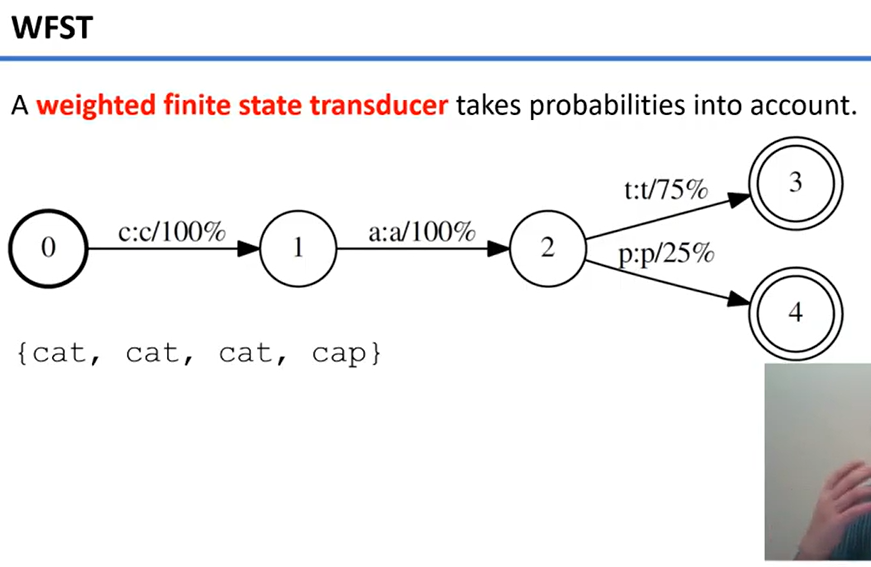 WFST
A weighted finite state transducer takes probabilities into account.
t:t/75%
3
c:c/100%
a:a/100%
0
1
2
p:p/25%
4
{cat, cat, cat, cap}